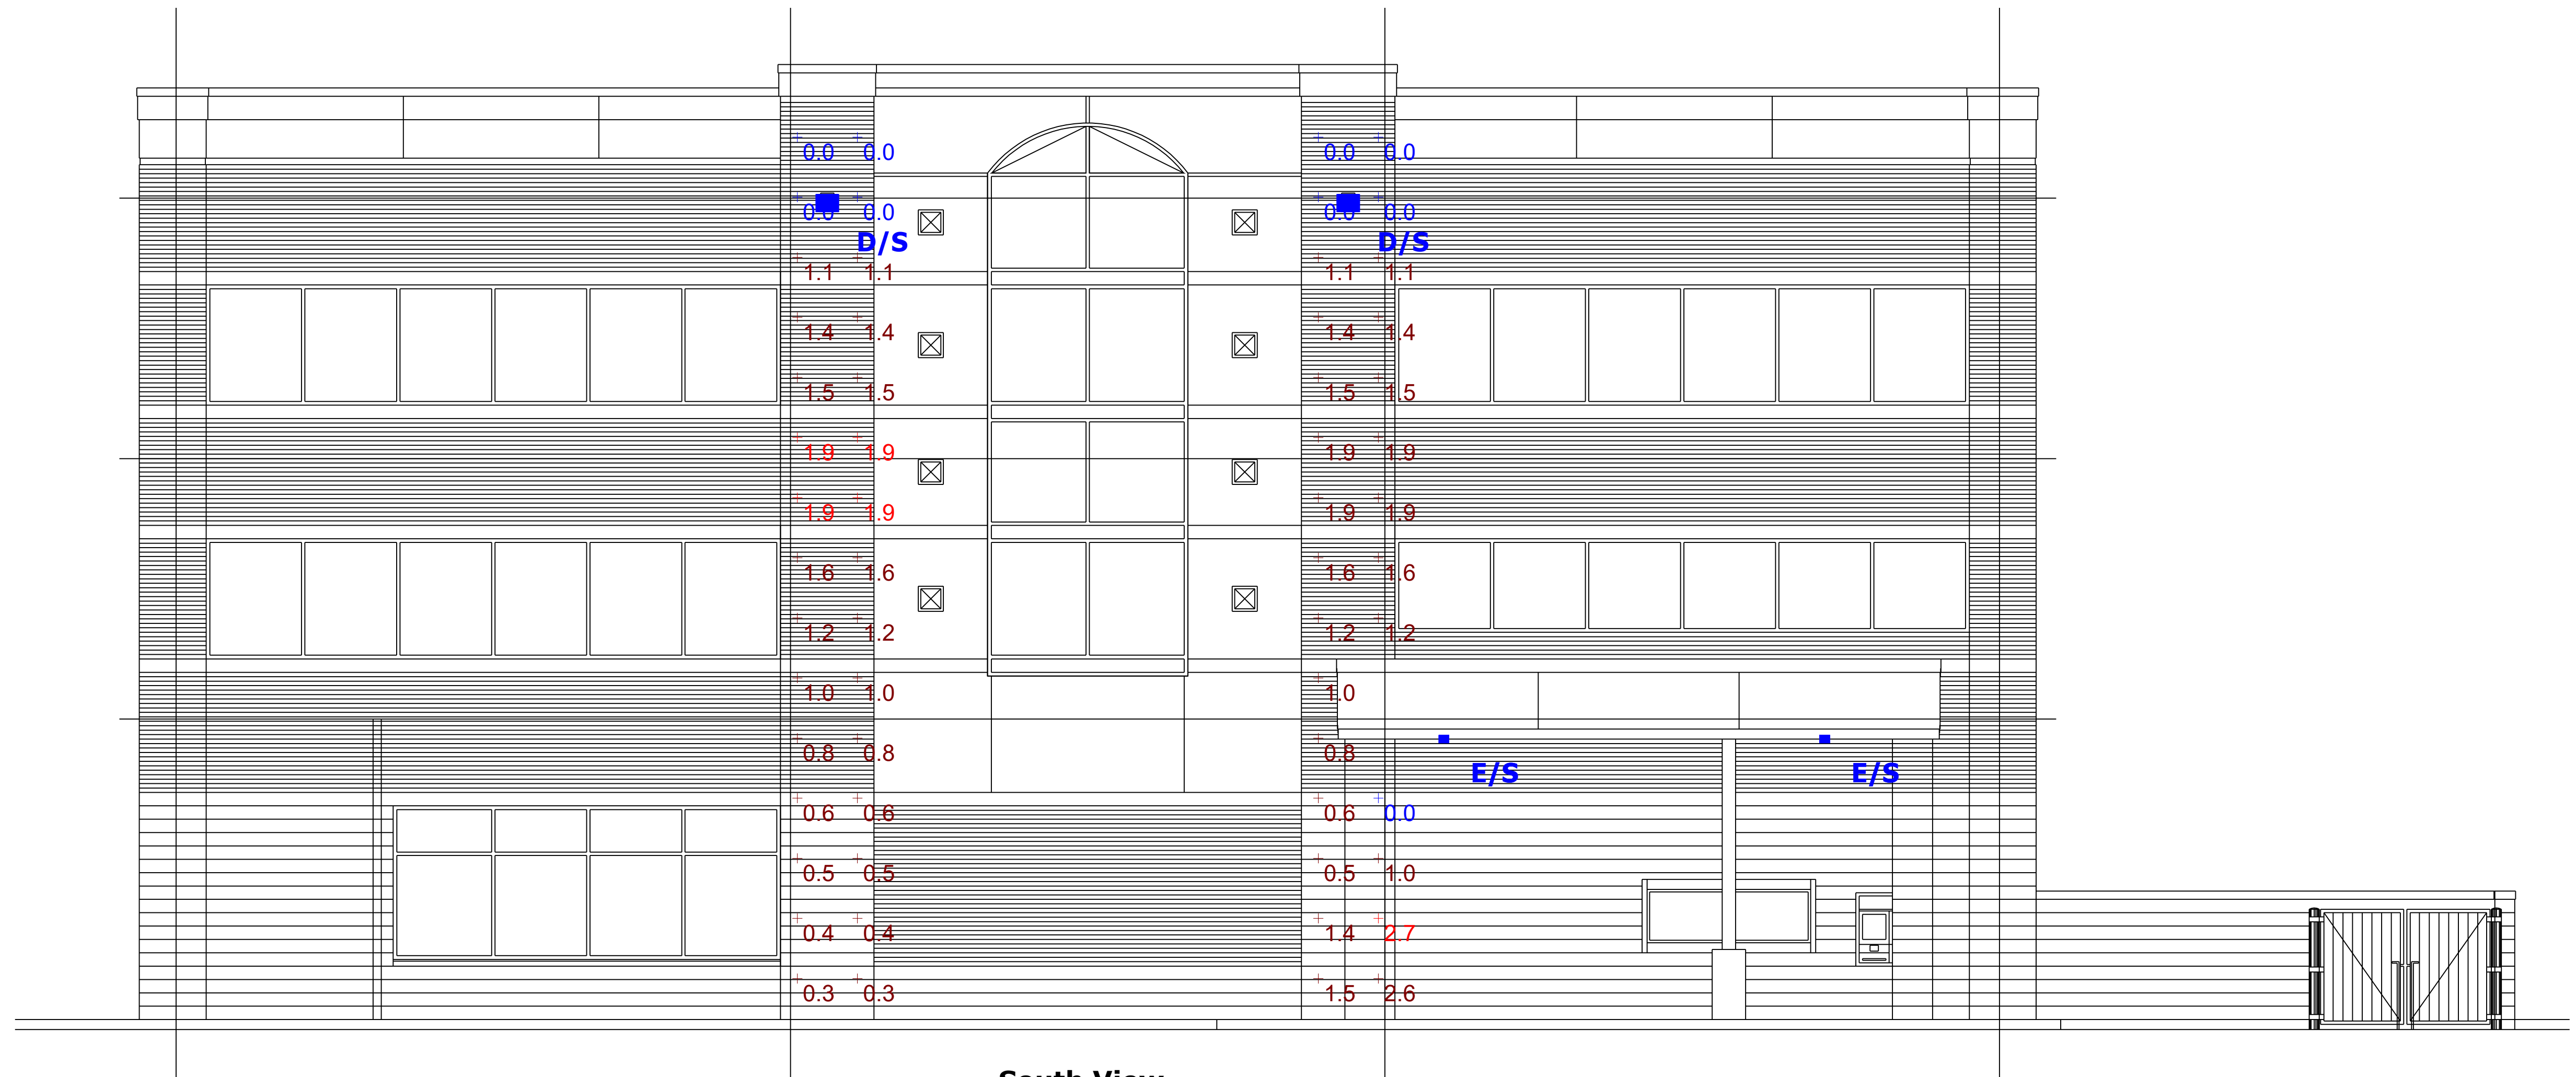 0.0 0.0 0.0 0.0
0.0 0.0 0.0 0.0
D/S D/S
1.1 1.1 1.1 1.1
1.4 1.4 1.4 1.4
1.5 1.5 1.5 1.5
1.9 1.9 1.9 1.9
1.9 1.9 1.9 1.9
1.6 1.6 1.6 1.6
1.2 1.2 1.2 1.2
1.0 1.0 1.0
0.8 0.8 0.8
E/S E/S
0.6 0.6 0.6 0.0
0.5 0.5 0.5 1.0
0.4 0.4 1.4 2.7
0.3 0.3 1.5 2.6
South View